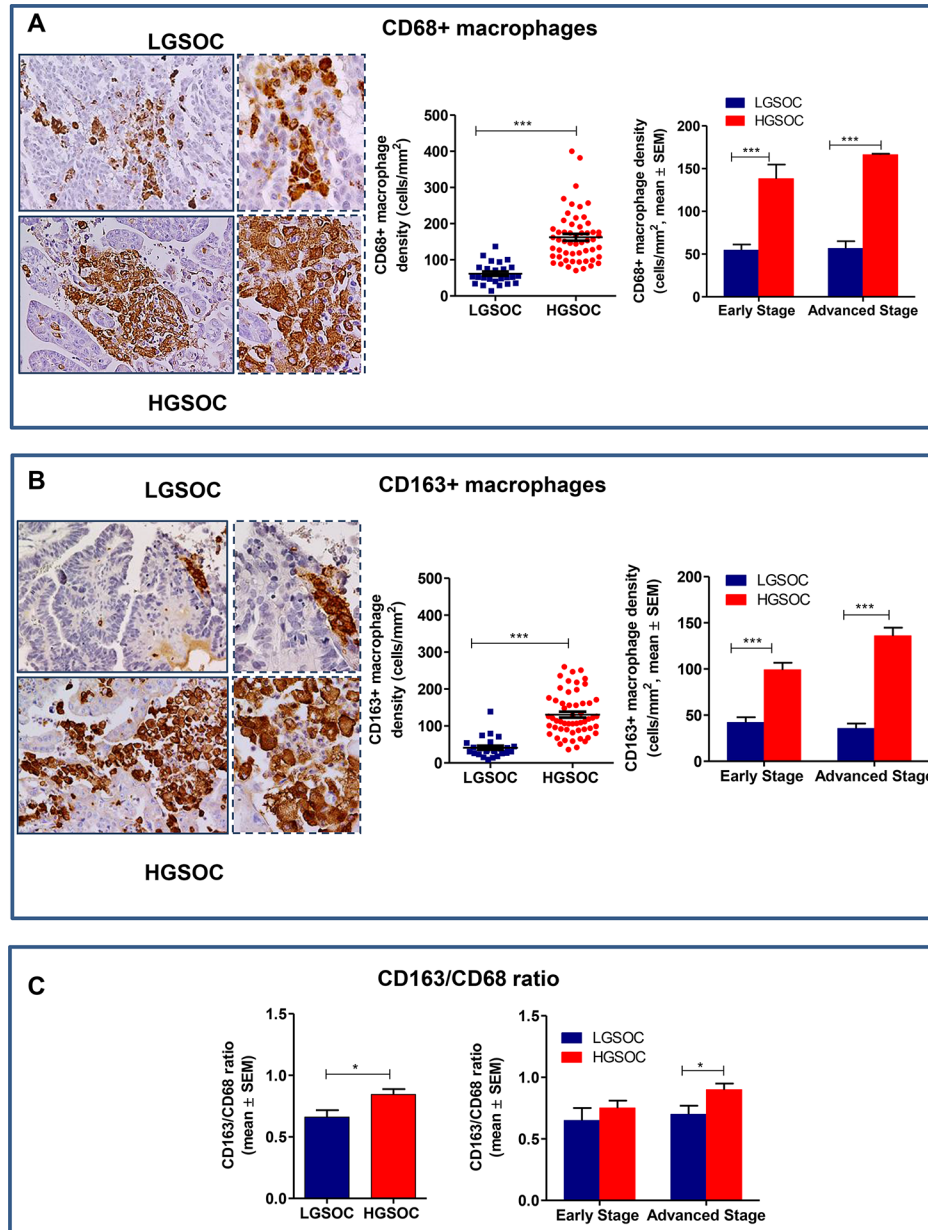 A
CD68+ macrophages
LGSOC
HGSOC
CD68+ macrophage
density (cells/mm²)
500
400
300
200
100
0
***
LGSOC
HGSOC
LGSOC
HGSOC
CD68+ macrophage density
(cells/mm², mean ± SEM)
200
150
100
50
0
***
***
Early Stage
Advanced Stage
B
CD163+ macrophages
LGSOC
HGSOC
CD163+ macrophage
density (cells/mm²)
500
400
300
200
100
0
***
LGSOC
HGSOC
CD163+ macrophage density
(cells/mm², mean ± SEM)
200
150
100
50
0
LGSOC
HGSOC
***
***
Early Stage
Advanced Stage
C
CD163/CD68 ratio
CD163/CD68 ratio
(mean ± SEM)
1.5
1.0
0.5
0.0
*
LGSOC
HGSOC
CD163/CD68 ratio
(mean ± SEM)
1.5
1.0
0.5
0.0
LGSOC
HGSOC
*
Early Stage
Advanced Stage